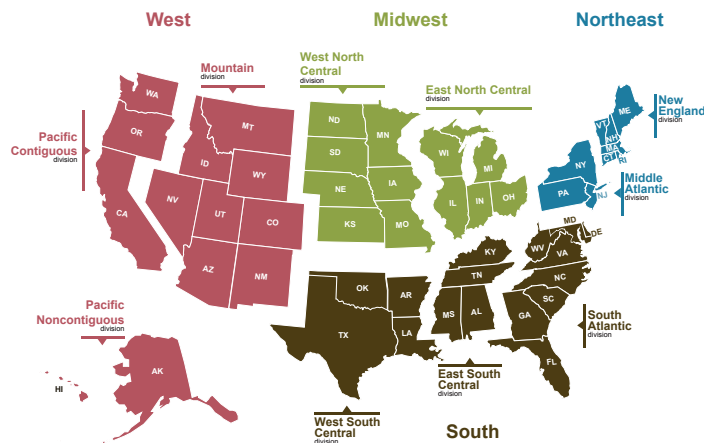 West
Midwest
Northeast
Mountain
division
West North
Central
division
East North Central
division
New
England
division
Pacific
Contiguous
division
Middle
Atlantic
division
WA
OR
CA
MT
ID
WY
NV
UT
CO
AZ
NM
ND
SD
NE
KS
MN
IA
MO
WI
MI
IL
IN
OH
ME
VT
NH
MA
CT
RI
NY
PA
NJ
MD
DE
WV
VA
KY
NC
TN
SC
OK
AR
TX
LA
MS
AL
GA
FL
Pacific
Noncontiguous
division
AK
HI
South
Atlantic
division
East South
Central
division
West South
Central
division
South